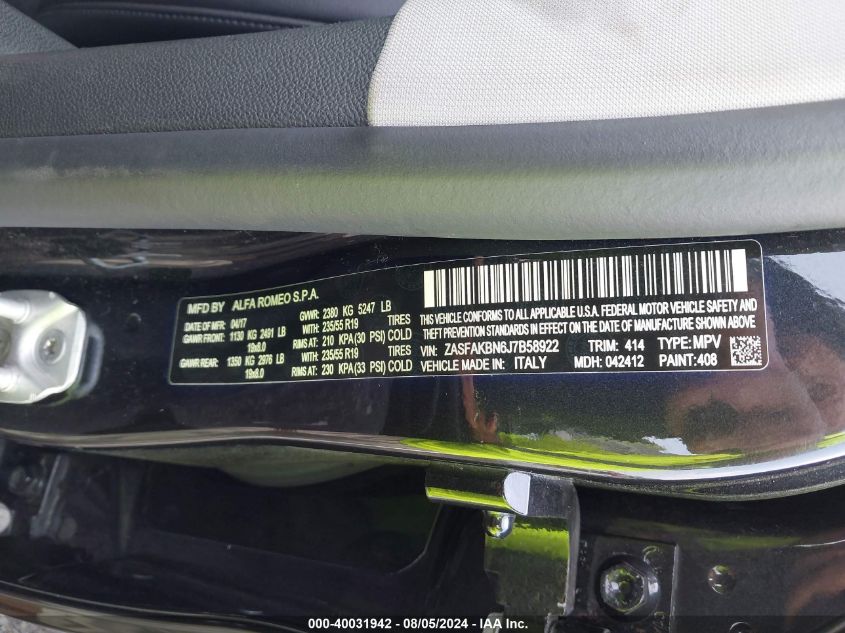 MFD BY ALFA ROMEO S.P.A.
DATE OF MFR 04/17 GVWR: 2380 KG 5247 LB
GAWR FRONT: 1130 KG 2491 LB WITH: 235/55 R19 TIRES
19x8.0 RIMS AT: 210 KPA(30 PSI) COLD
GAWR REAR: 1350 KG 2976 LB WITH: 235/55 R19 TIRES
19x8.0 RIMS AT: 230 KPA (33 PSI) COLD
THIS VEHICLE CONFORMS TO ALL APPLICABLE U.S.A. FEDERAL MOTOR VEHICLE SAFETY AND
THEFT PREVENTION STANDARDS IN EFFECT ON THE DATE OF MANUFACTURE SHOWN ABOVE
VIN: ZASFAKBN6J7B58922 TRIM: 414 TYPE: MPV
VEHICLE MADE IN: ITALY MDH: 042412 PAINT: 408
000-40031942 - 08/05/2024 - IAA Inc.